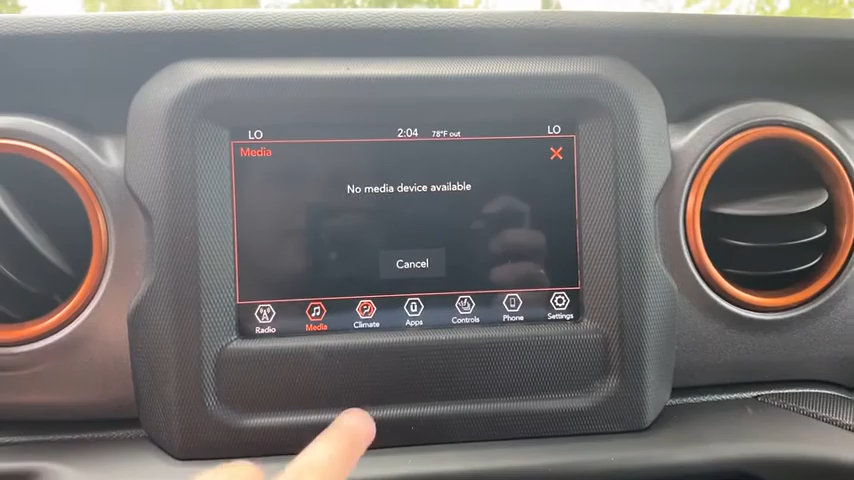 LO 2:04 78°F out LO
Media
No media device available
Cancel
Radio Media Climate Apps Controls Phone Settings